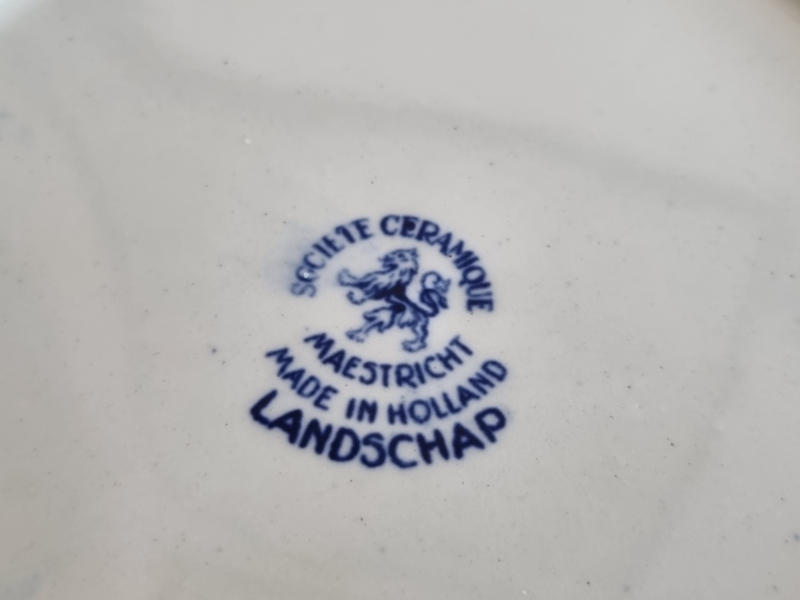 SOCIETE CERAMIQUE
MAESTRICHT
MADE IN HOLLAND
LANDSCHAP